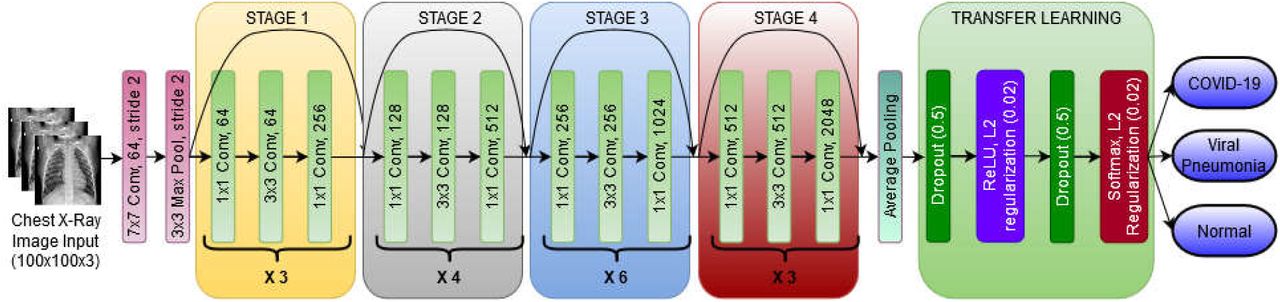 Chest X-Ray
Image Input
(100x100x3)
7x7 Conv, 64, stride 2
3x3 Max Pool, stride 2
STAGE 1
1x1 Conv, 64
3x3 Conv, 64
1x1 Conv, 256
X 3
STAGE 2
1x1 Conv, 128
3x3 Conv, 128
1x1 Conv, 512
X 4
STAGE 3
1x1 Conv, 256
3x3 Conv, 256
1x1 Conv, 1024
X 6
STAGE 4
1x1 Conv, 512
3x3 Conv, 512
1x1 Conv, 2048
X 3
Average Pooling
TRANSFER LEARNING
Dropout (0.5)
ReLU, L2
regularization (0.02)
Dropout (0.5)
Softmax, L2
Regularization (0.02)
COVID-19
Viral
Pneumonia
Normal